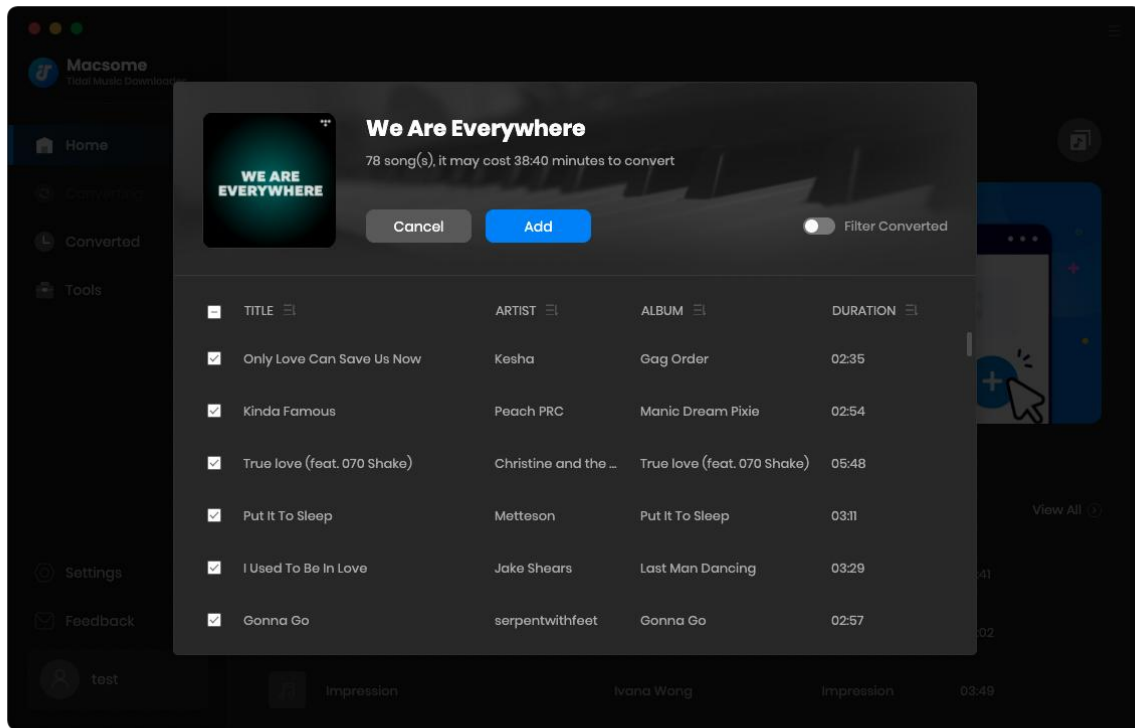 Macsome
Tidal Music Downloader
Home
Converting
Converted
Tools
Settings
Feedback
test
WE ARE
EVERYWHERE
We Are Everywhere
78 song(s), it may cost 38:40 minutes to convert
Cancel Add Filter Converted
TITLE ARTIST ALBUM DURATION
Only Love Can Save Us Now Kesha Gag Order 02:35
Kinda Famous Peach PRC Manic Dream Pixie 02:54
True love (feat. 070 Shake) Christine and the ... True love (feat. 070 Shake) 05:48
Put It To Sleep Metteson Put It To Sleep 03:11
I Used To Be In Love Jake Shears Last Man Dancing 03:29
Gonna Go serpentwithfeet Gonna Go 02:57
View All
:41
:02
Impression Ivana Wong Impression 03:49